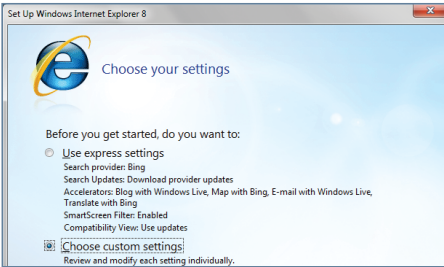 Set Up Windows Internet Explorer 8
Choose your settings
Before you get started, do you want to:
Use express settings
Search provider: Bing
Search Updates: Download provider updates
Accelerators: Blog with Windows Live, Map with Bing, E-mail with Windows Live,
Translate with Bing
SmartScreen Filter: Enabled
Compatibility View: Use updates
Choose custom settings
Review and modify each setting individually.